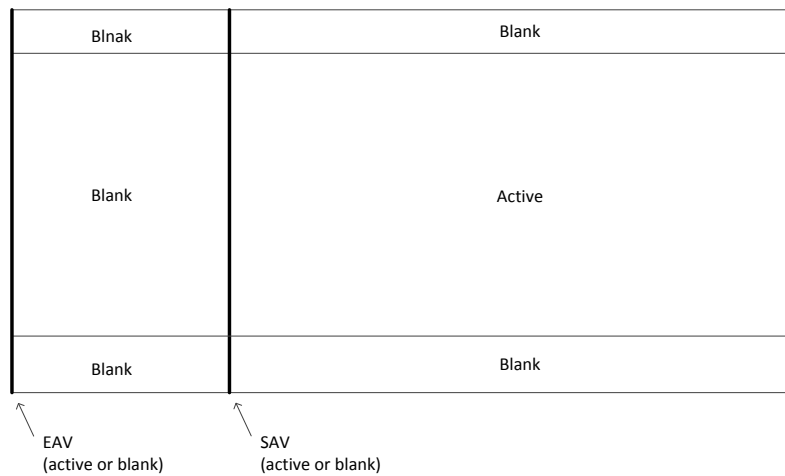 Blnak
Blank
Blank
Active
Blank
Blank
EAV
(active or blank)
SAV
(active or blank)